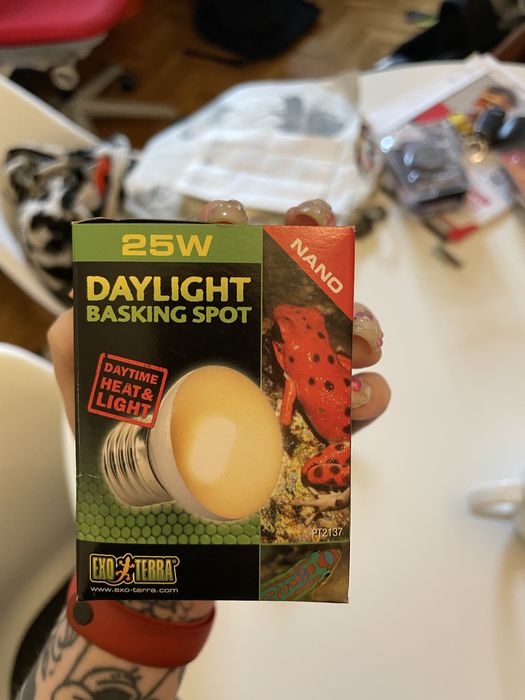 25W
NANO
DAYLIGHT
BASKING SPOT
DAYTIME
HEAT &
LIGHT
PT2137
EXO TERRA
www.exo-terra.com